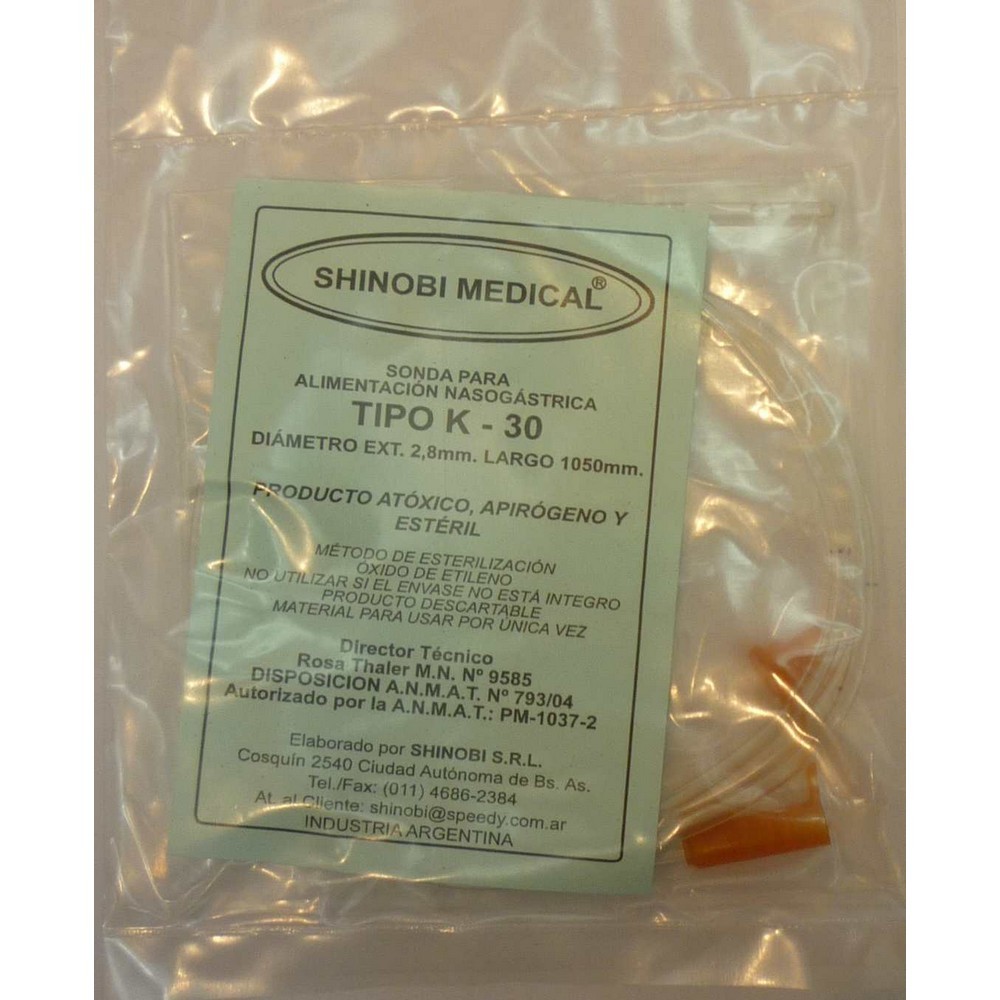 SHINOBI MEDICAL®
SONDA PARA
ALIMENTACIÓN NASOGÁSTRICA
TIPO K - 30
DIÁMETRO EXT. 2,8mm. LARGO 1050mm.
PRODUCTO ATÓXICO, APIRÓGENO Y
ESTÉRIL
MÉTODO DE ESTERILIZACIÓN
ÓXIDO DE ETILENO
NO UTILIZAR SI EL ENVASE NO ESTÁ INTEGRO
PRODUCTO DESCARTABLE
MATERIAL PARA USAR POR ÚNICA VEZ
Director Técnico
Rosa Thaler M.N. Nº 9585
DISPOSICION A.N.M.A.T. Nº 793/04
Autorizado por la A.N.M.A.T.: PM-1037-2
Elaborado por SHINOBI S.R.L.
Cosquín 2540 Ciudad Autónoma de Bs. As.
Tel./Fax: (011) 4686-2384
At. al Cliente: shinobi@speedy.com.ar
INDUSTRIA ARGENTINA